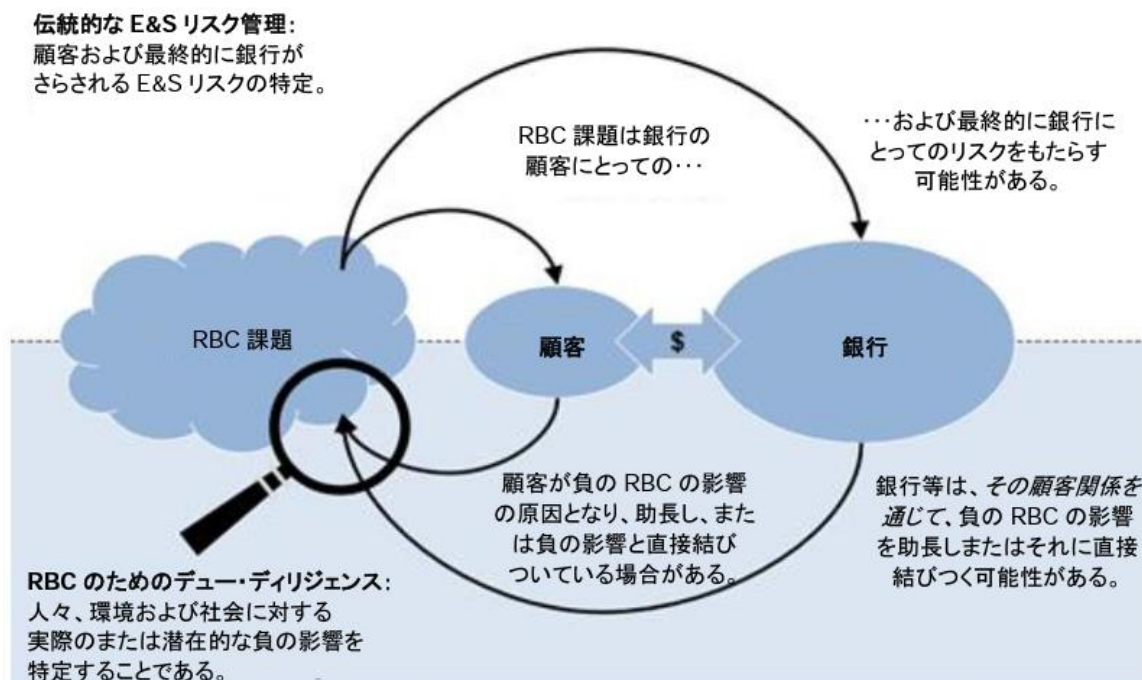 伝統的な E&S リスク管理：
顧客および最終的に銀行が
さらされる E&S リスクの特定。
RBC 課題は銀行の
顧客にとっての･･･
･･･および最終的に銀行に
とってのリスクをもたらす
可能性がある。
RBC 課題
顧客
$
銀行
顧客が負の RBC の影響
の原因となり、助長し、また
は負の影響と直接結び
ついている場合がある。
銀行等は、その顧客関係を
通じて、負の RBC の影響
を助長しまたはそれに直接
結びつく可能性がある。
RBC のためのデュー・ディリジェンス：
人々、環境および社会に対する
実際のまたは潜在的な負の影響を
特定することである。